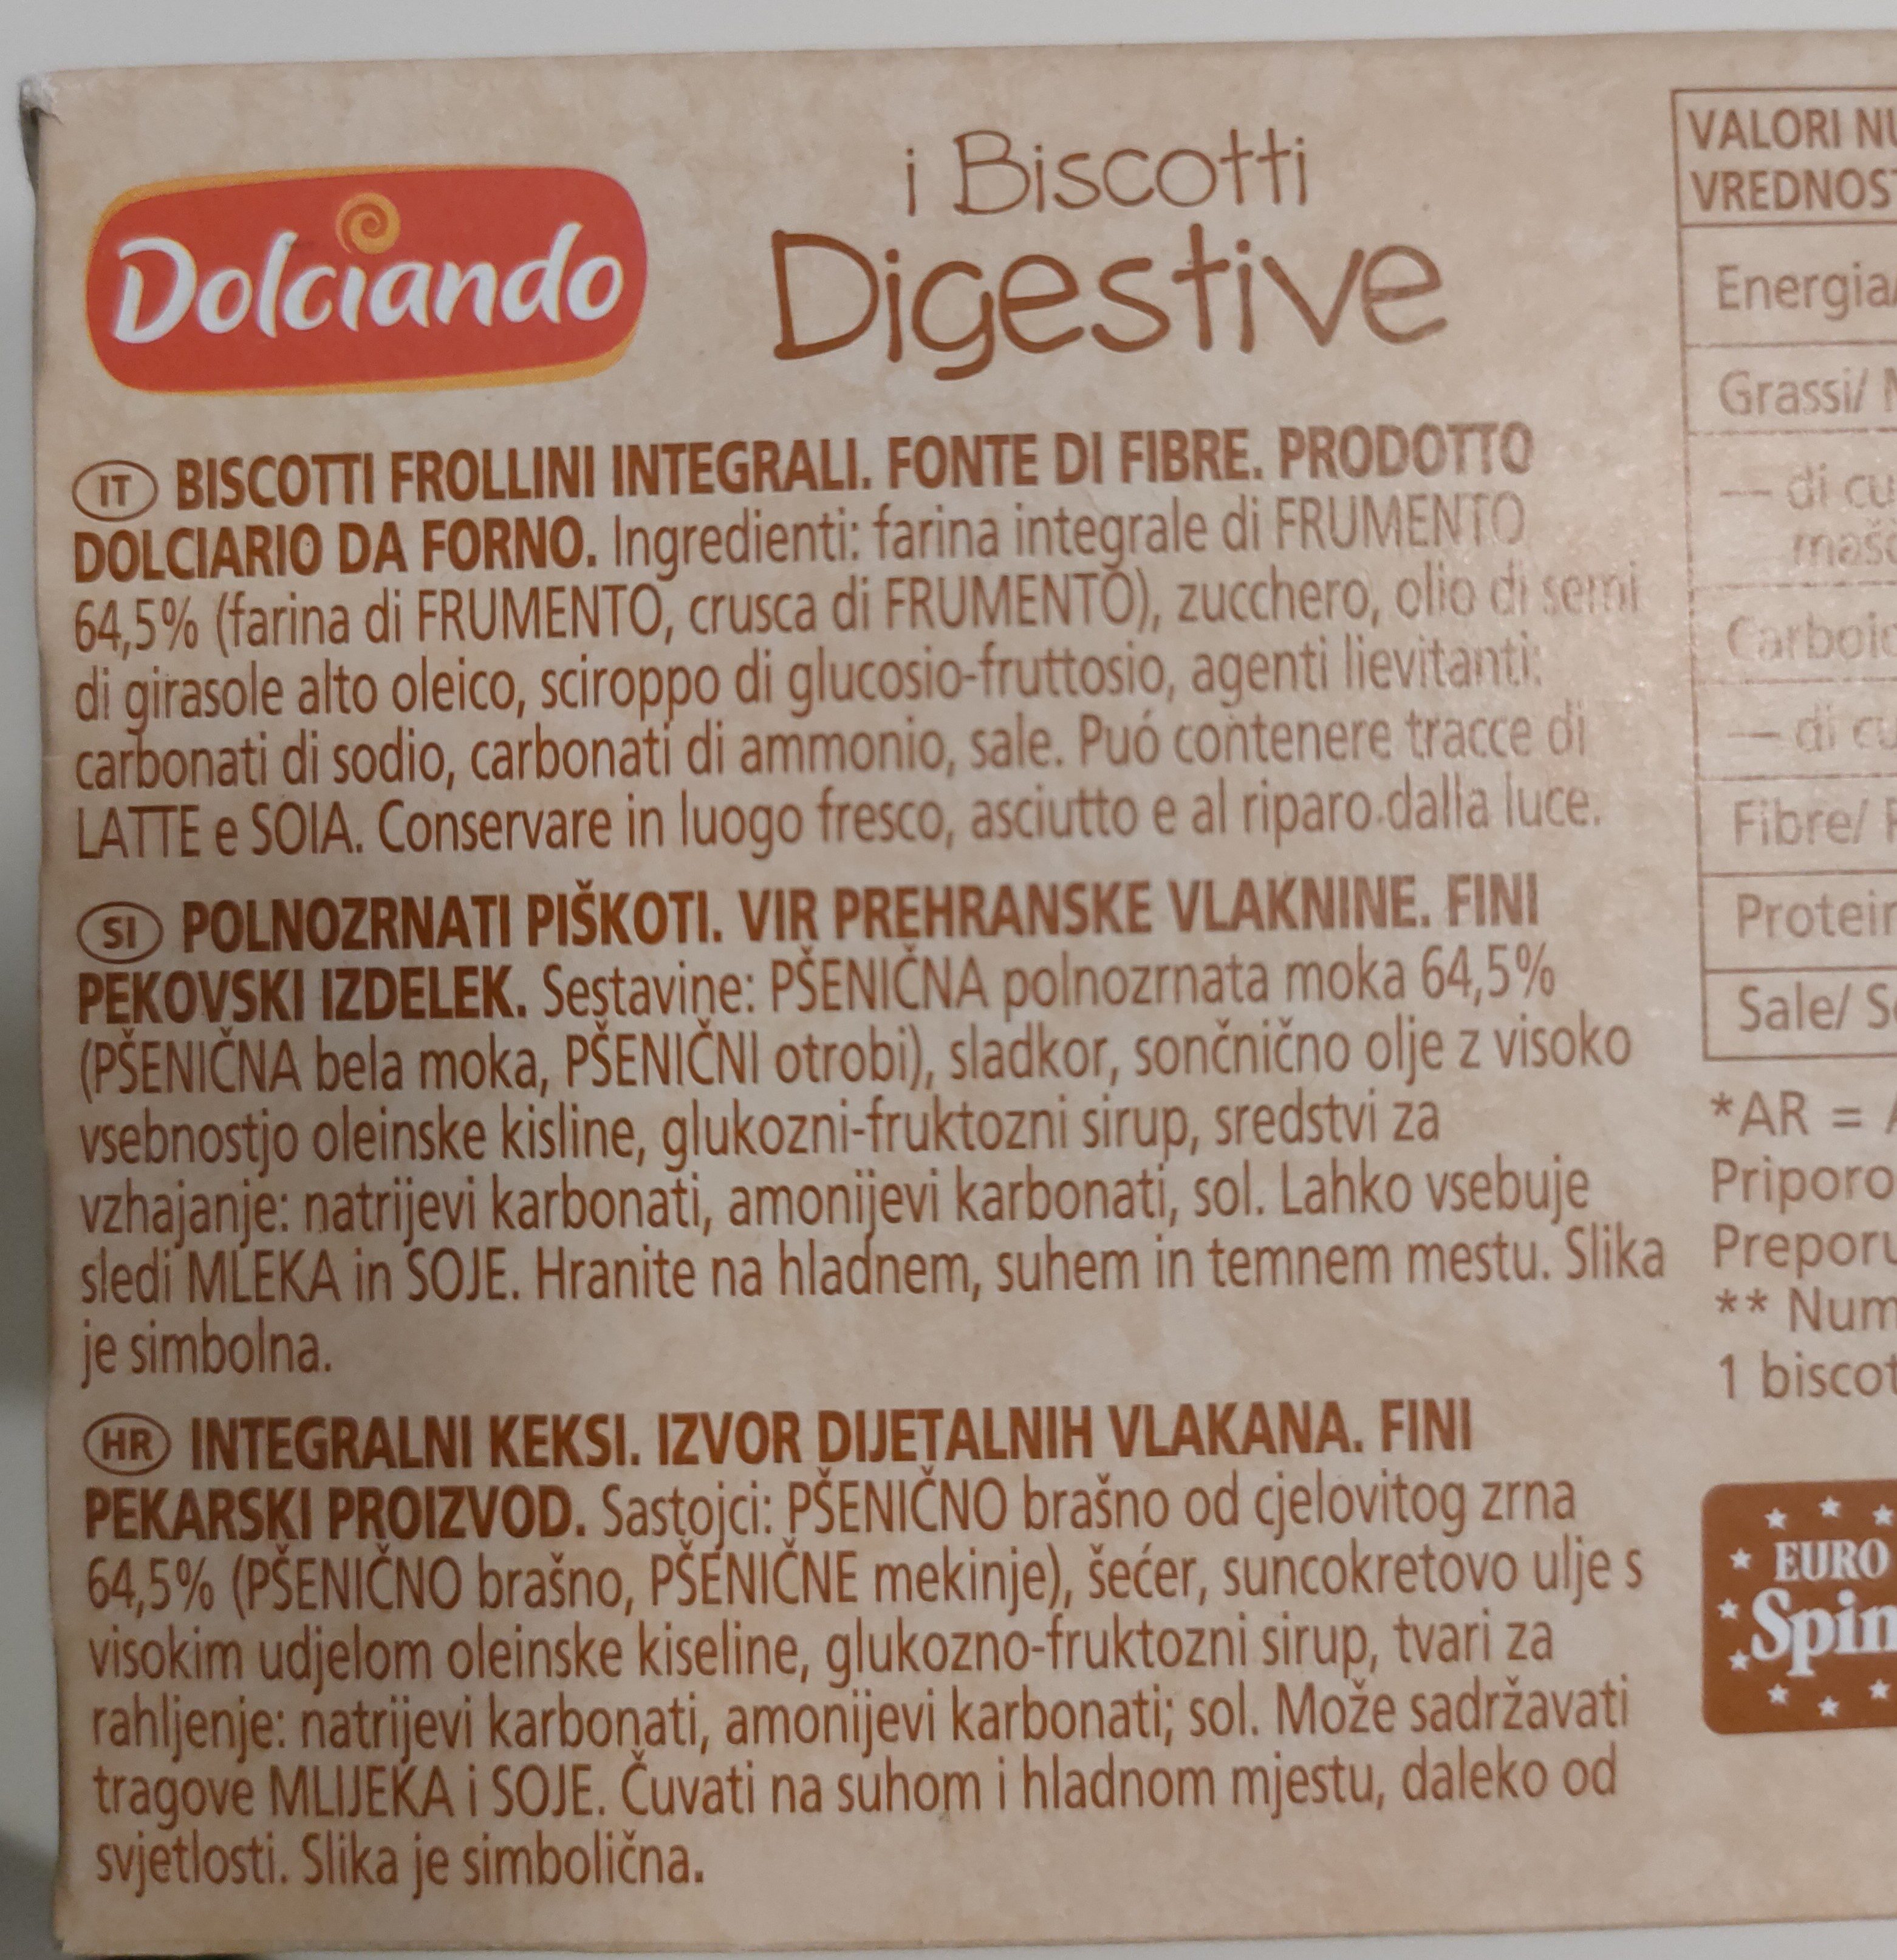 Dolciando
i Biscotti
Digestive
IT BISCOTTI FROLLINI INTEGRALI. FONTE DI FIBRE. PRODOTTO
DOLCIARIO DA FORNO. Ingredienti: farina integrale di FRUMENTO
64,5% (farina di FRUMENTO, crusca di FRUMENTO), zucchero, olio di semi
di girasole alto oleico, sciroppo di glucosio-fruttosio, agenti lievitanti:
carbonati di sodio, carbonati di ammonio, sale. Puó contenere tracce di
LATTE e SOIA. Conservare in luogo fresco, asciutto e al riparo dalla luce.
SI POLNOZRNATI PIŠKOTI. VIR PREHRANSKE VLAKNINE. FINI
PEKOVSKI IZDELEK. Sestavine: PŠENIČNA polnozrnata moka 64,5%
(PŠENIČNA bela moka, PŠENIČNI otrobi), sladkor, sončnično olje z visoko
vsebnostjo oleinske kisline, glukozni-fruktozni sirup, sredstvi za
vzhajanje: natrijevi karbonati, amonijevi karbonati, sol. Lahko vsebuje
sledi MLEKA in SOJE. Hranite na hladnem, suhem in temnem mestu. Slika
je simbolna.
HR INTEGRALNI KEKSI. IZVOR DIJETALNIH VLAKANA. FINI
PEKARSKI PROIZVOD. Sastojci: PŠENIČNO brašno od cjelovitog zrna
64,5% (PŠENIČNO brašno, PŠENIČNE mekinje), šećer, suncokretovo ulje s
visokim udjelom oleinske kiseline, glukozno-fruktozni sirup, tvari za
rahljenje: natrijevi karbonati, amonijevi karbonati; sol. Može sadržavati
tragove MLIJEKA i SOJE. Čuvati na suhom i hladnom mjestu, daleko od
svjetlosti. Slika je simbolična.
VALORI
Energia/
Grassi/
— di
— di
Fibre/
Sale/
*AR =
**
1
EURO
Spin